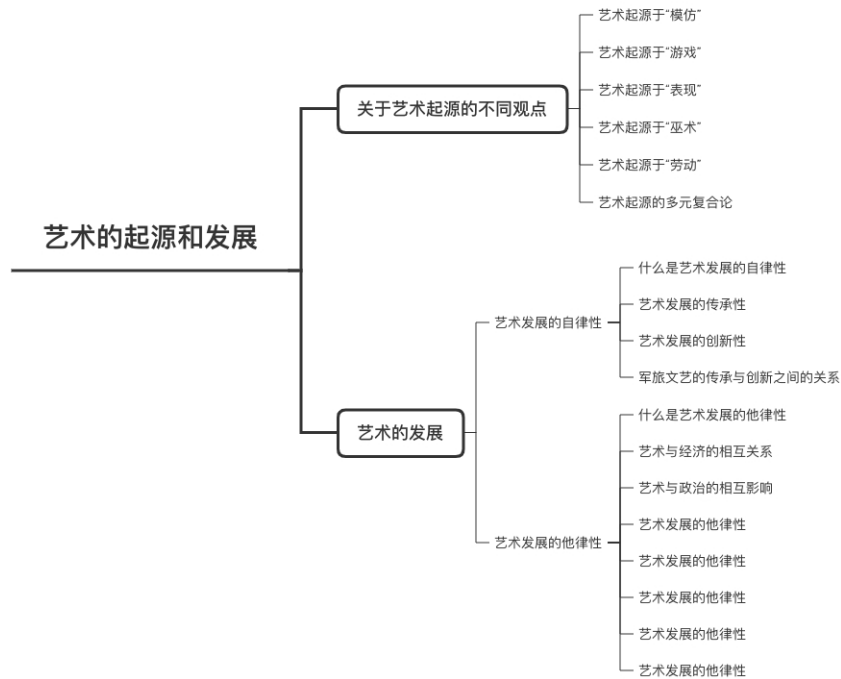 艺术的起源和发展
关于艺术起源的不同观点
艺术起源于“模仿”
艺术起源于“游戏”
艺术起源于“表现”
艺术起源于“巫术”
艺术起源于“劳动”
艺术起源的多元复合论
艺术的发展
艺术发展的自律性
什么是艺术发展的自律性
艺术发展的传承性
艺术发展的创新性
军旅文艺的传承与创新之间的关系
艺术发展的他律性
什么是艺术发展的他律性
艺术与经济的相互关系
艺术与政治的相互影响
艺术发展的他律性
艺术发展的他律性
艺术发展的他律性
艺术发展的他律性
艺术发展的他律性